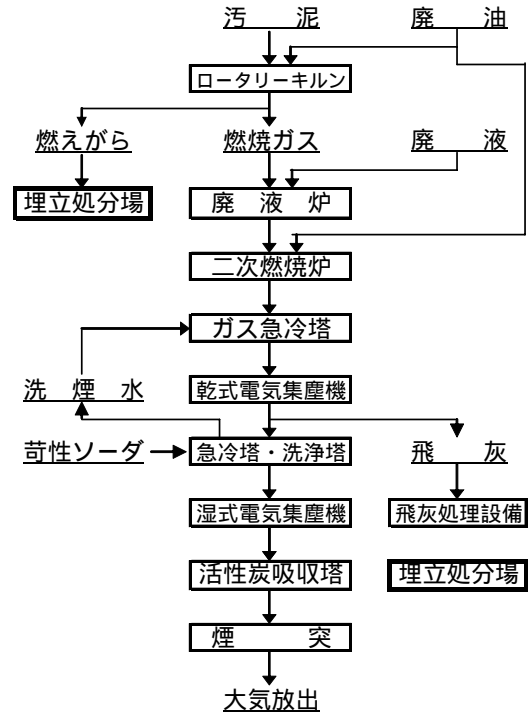 汚　泥　廃　油
ロータリーキルン
燃えがら　燃焼ガス　廃　液
埋立処分場　廃　液　炉
二次燃焼炉
ガス急冷塔
洗　煙　水　乾式電気集塵機
苛性ソーダ　急冷塔・洗浄塔　飛　灰
湿式電気集塵機　飛灰処理設備
活性炭吸収塔　埋立処分場
煙　突
大気放出